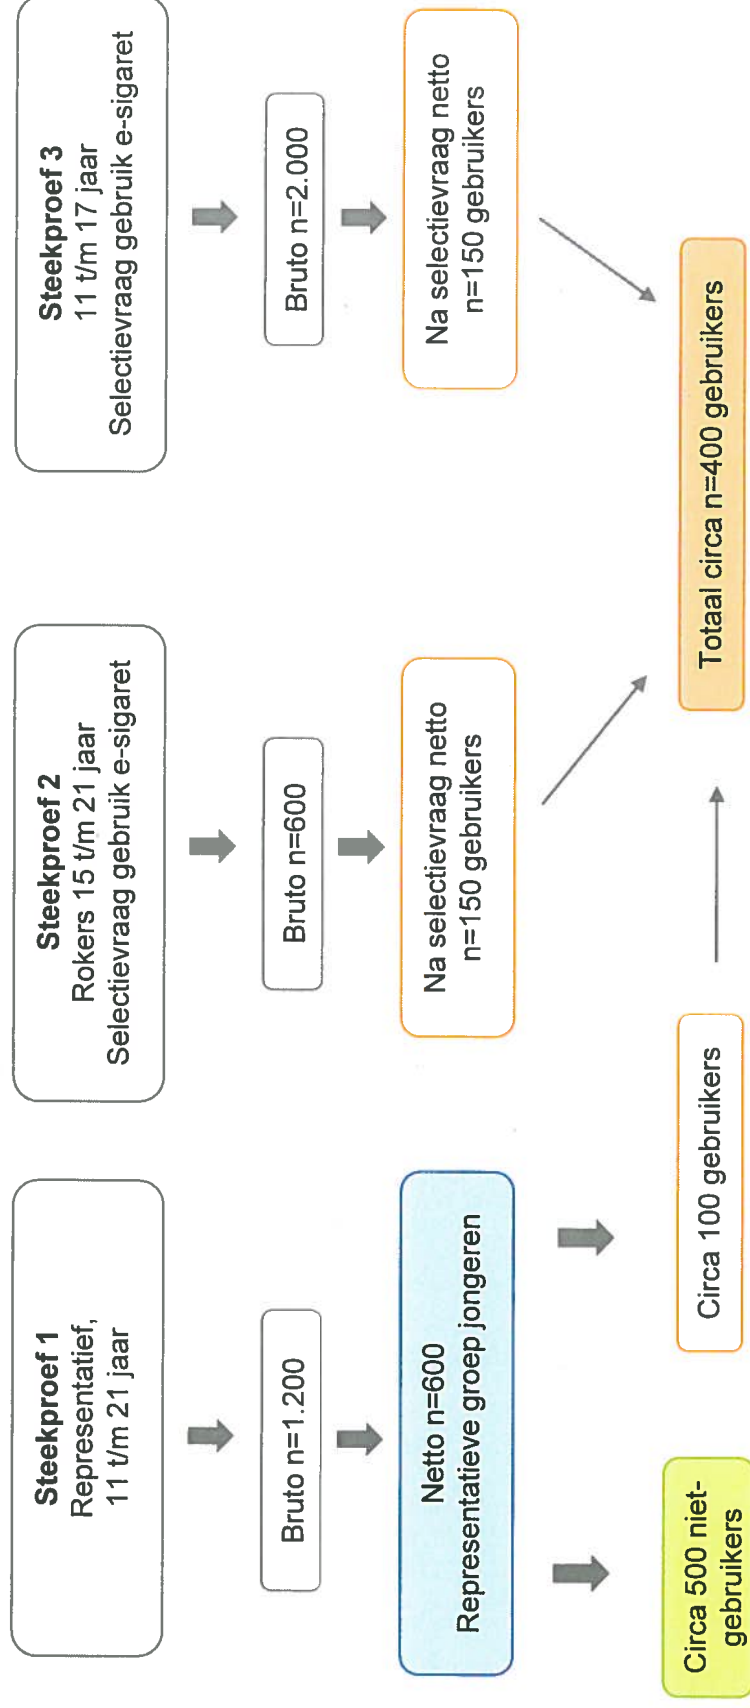 Steekproef 1
Representatief,
11 t/m 21 jaar
Bruto n=1.200
Netto n=600
Representatieve groep jongeren
Circa 500 niet-
gebruikers
Circa 100 gebruikers
Steekproef 2
Rokers 15 t/m 21 jaar
Selectievraag gebruik e-sigaret
Bruto n=600
Na selectievraag netto
n=150 gebruikers
Steekproef 3
11 t/m 17 jaar
Selectievraag gebruik e-sigaret
Bruto n=2.000
Na selectievraag netto
n=150 gebruikers
Totaal circa n=400 gebruikers